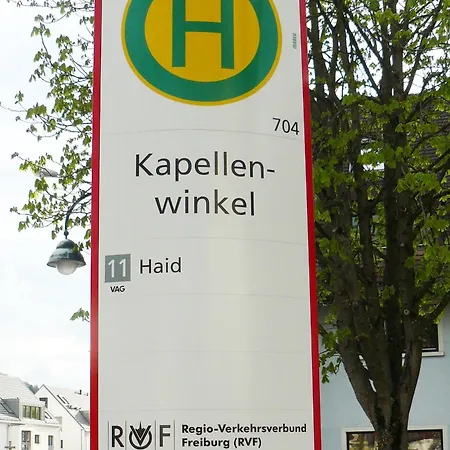 H
704
Kapellen-
winkel
11 Haid
VAG
RVF Regio-Verkehrsverbund
Freiburg (RVF)